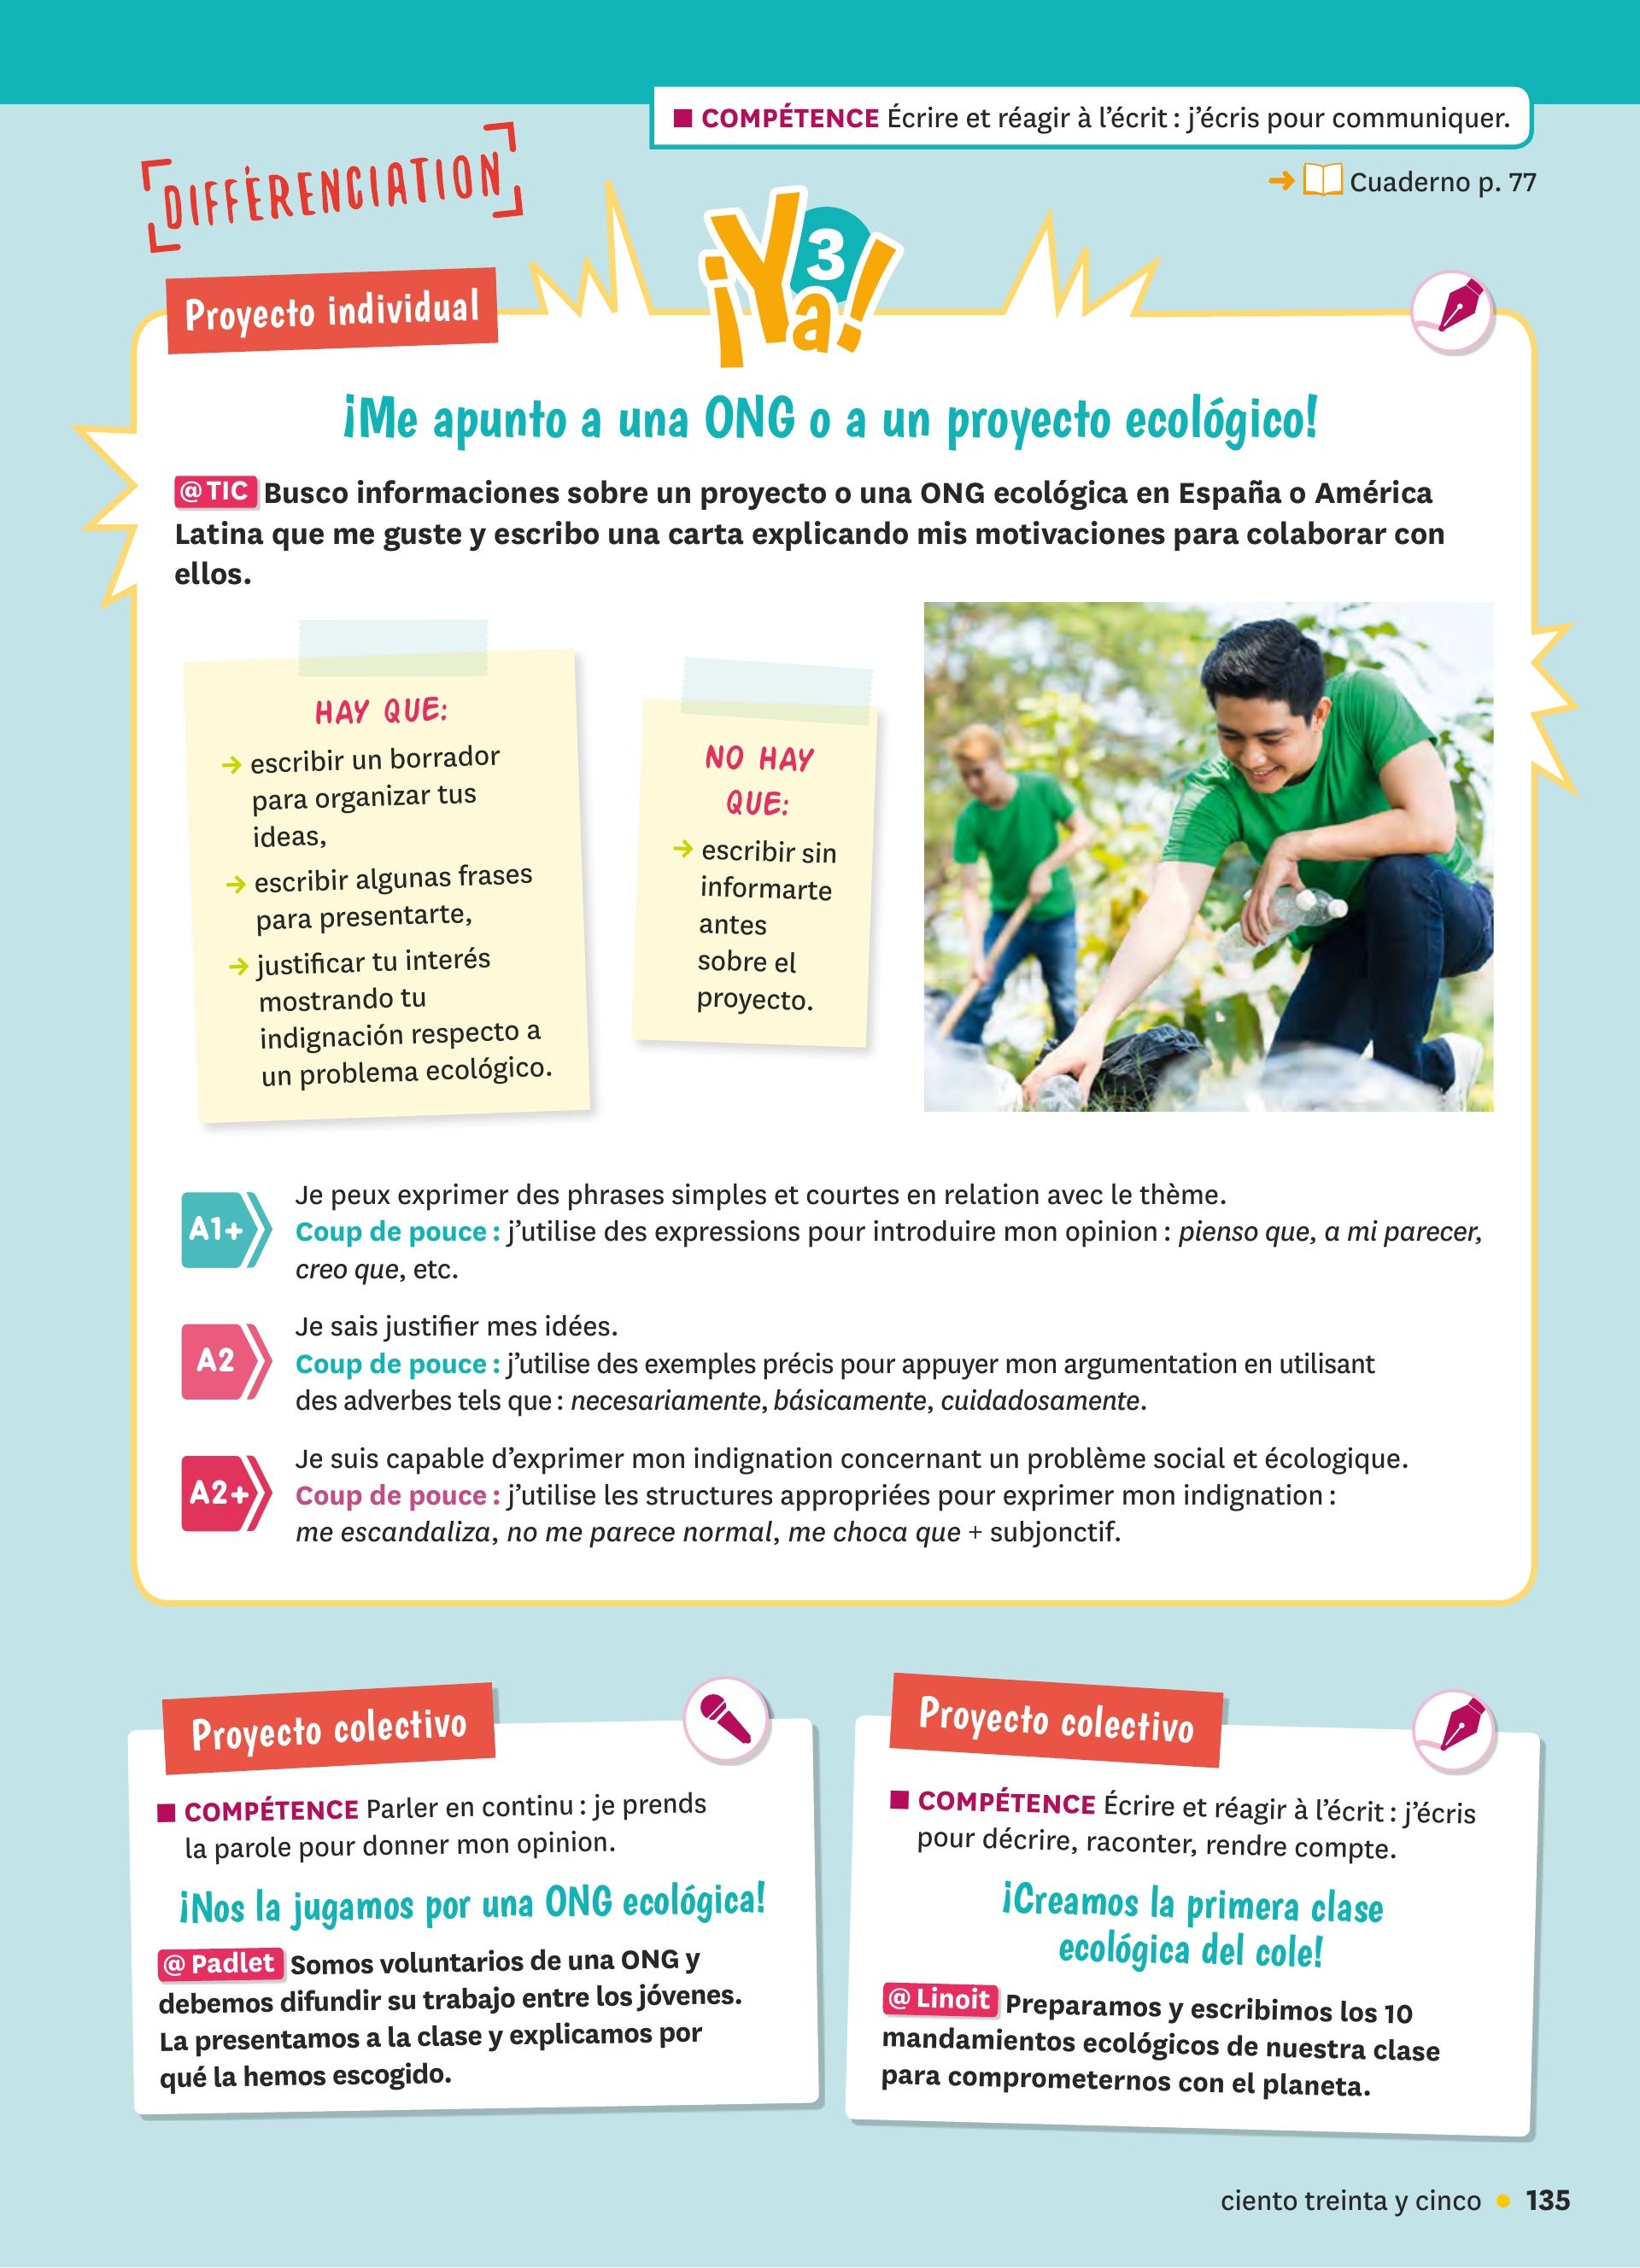 ■ COMPÉTENCE Écrire et réagir à l'écrit : j'écris pour communiquer.
DIFFÉRENCIATION
→ Cuaderno p. 77
¡Ya! 3
Proyecto individual
¡Me apunto a una ONG o a un proyecto ecológico!
@TIC Busco informaciones sobre un proyecto o una ONG ecológica en España o América
Latina que me guste y escribo una carta explicando mis motivaciones para colaborar con
ellos.
HAY QUE:
→ escribir un borrador
para organizar tus
ideas,
→ escribir algunas frases
para presentarte,
→ justificar tu interés
mostrando tu
indignación respecto a
un problema ecológico.
NO HAY
QUE:
→ escribir sin
informarte
antes
sobre el
proyecto.
A1+
Je peux exprimer des phrases simples et courtes en relation avec le thème.
Coup de pouce : j'utilise des expressions pour introduire mon opinion : pienso que, a mi parecer,
creo que, etc.
A2
Je sais justifier mes idées.
Coup de pouce : j'utilise des exemples précis pour appuyer mon argumentation en utilisant
des adverbes tels que : necesariamente, básicamente, cuidadosamente.
A2+
Je suis capable d'exprimer mon indignation concernant un problème social et écologique.
Coup de pouce : j'utilise les structures appropriées pour exprimer mon indignation :
me escandaliza, no me parece normal, me choca que + subjonctif.
Proyecto colectivo
■ COMPÉTENCE Parler en continu : je prends
la parole pour donner mon opinion.
¡Nos la jugamos por una ONG ecológica!
@Padlet Somos voluntarios de una ONG y
debemos difundir su trabajo entre los jóvenes.
La presentamos a la clase y explicamos por
qué la hemos escogido.
Proyecto colectivo
■ COMPÉTENCE Écrire et réagir à l'écrit : j'écris
pour décrire, raconter, rendre compte.
¡Creamos la primera clase
ecológica del cole!
@Linoit Preparamos y escribimos los 10
mandamientos ecológicos de nuestra clase
para comprometernos con el planeta.
ciento treinta y cinco • 135